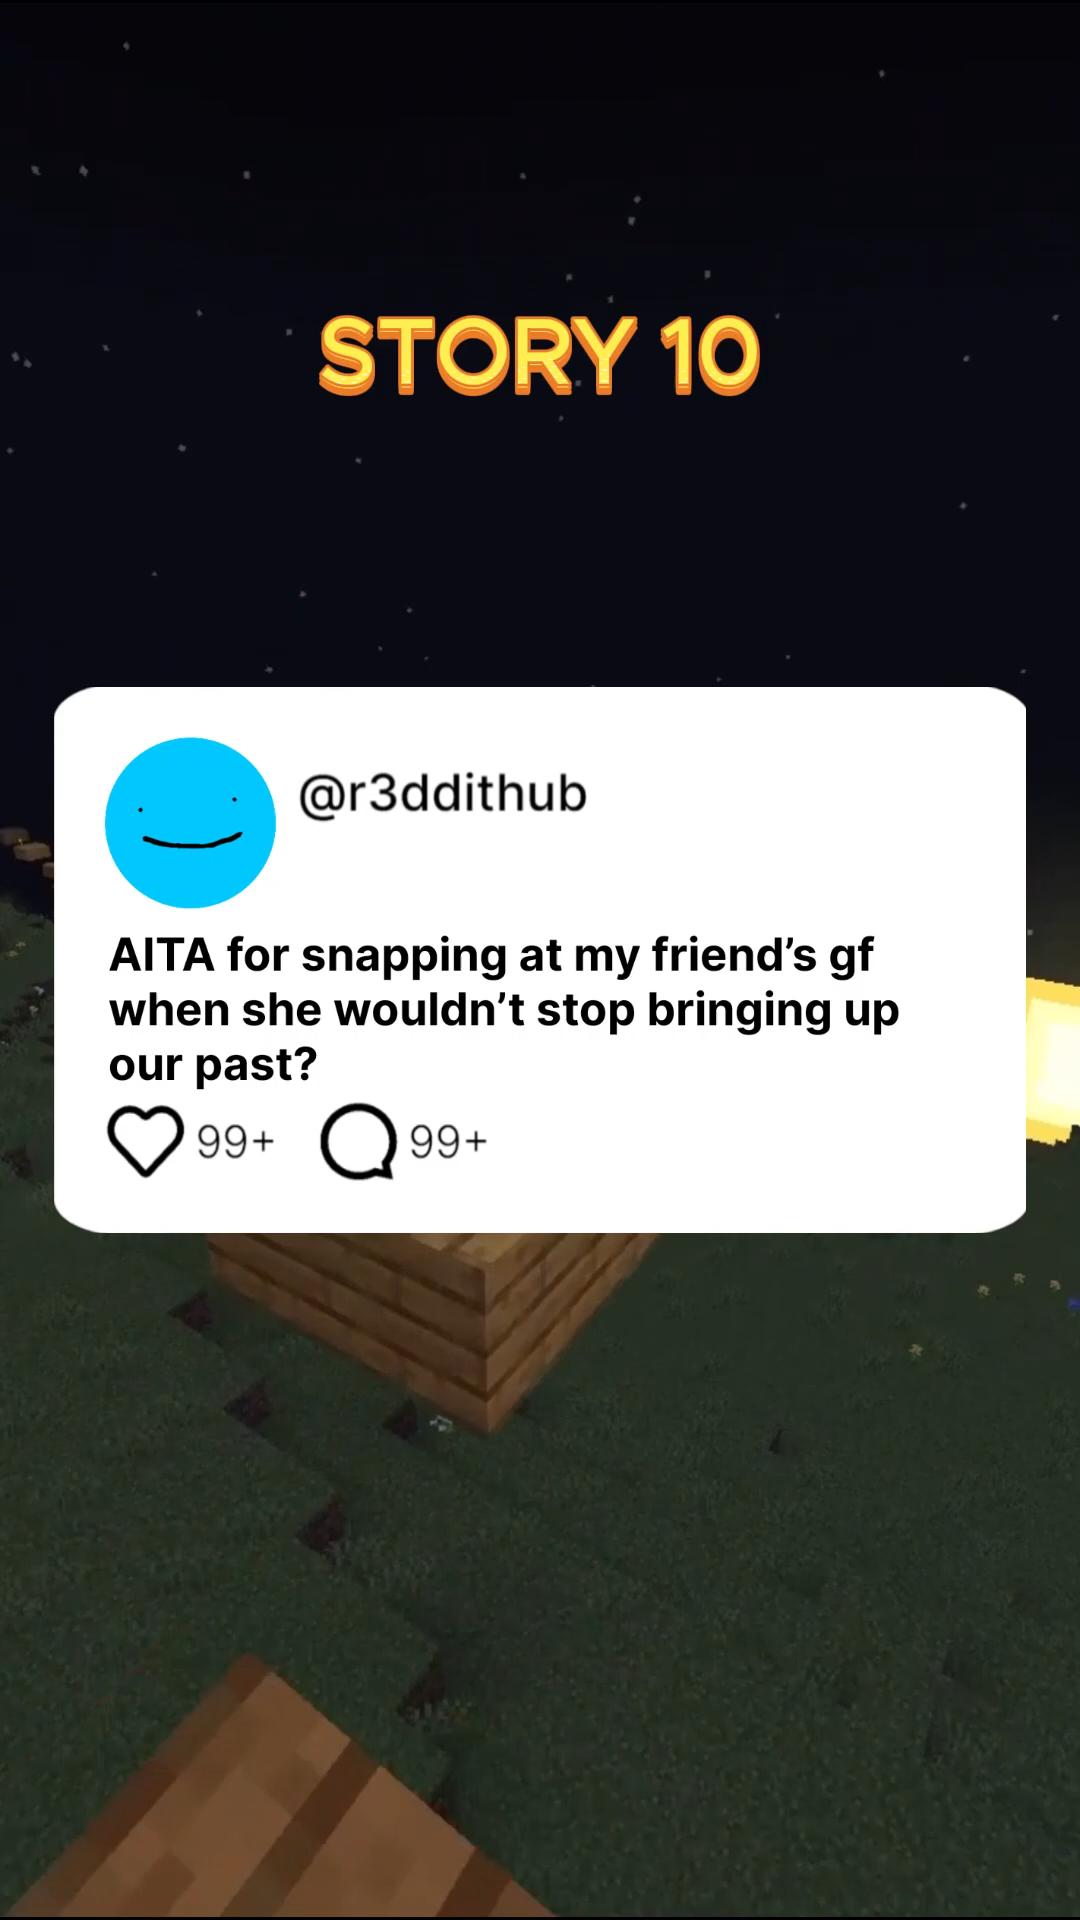 STORY 10
@r3ddithub
AITA for snapping at my friend’s gf
when she wouldn’t stop bringing up
our past?
99+ 99+